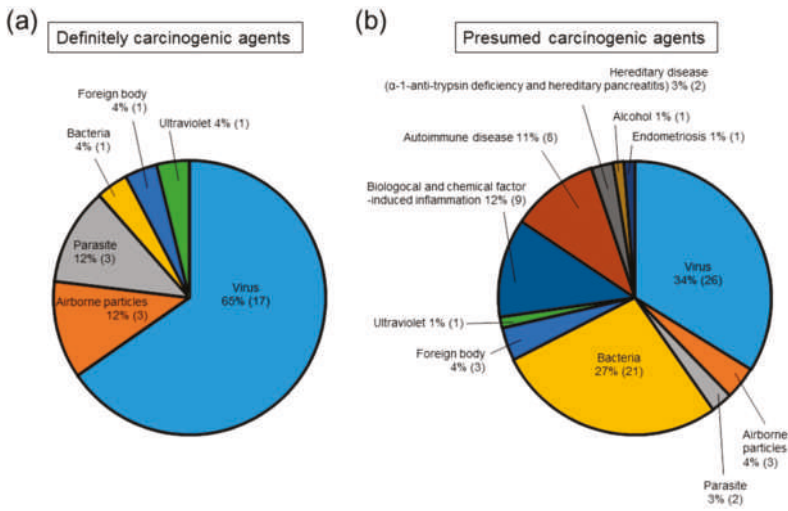 (a)
Definitely carcinogenic agents
Foreign body
4% (1)
Ultraviolet 4% (1)
Bacteria
4% (1)
Parasite
12% (3)
Airborne particles
12% (3)
Virus
65% (17)
(b)
Presumed carcinogenic agents
Hereditary disease
(α-1-anti-trypsin deficiency and hereditary pancreatitis) 3% (2)
Alcohol 1% (1)
Endometriosis 1% (1)
Autoimmune disease 11% (8)
Biologocal and chemical factor
-induced inflammation 12% (9)
Ultraviolet 1% (1)
Foreign body
4% (3)
Bacteria
27% (21)
Virus
34% (26)
Airborne
particles
4% (3)
Parasite
3% (2)